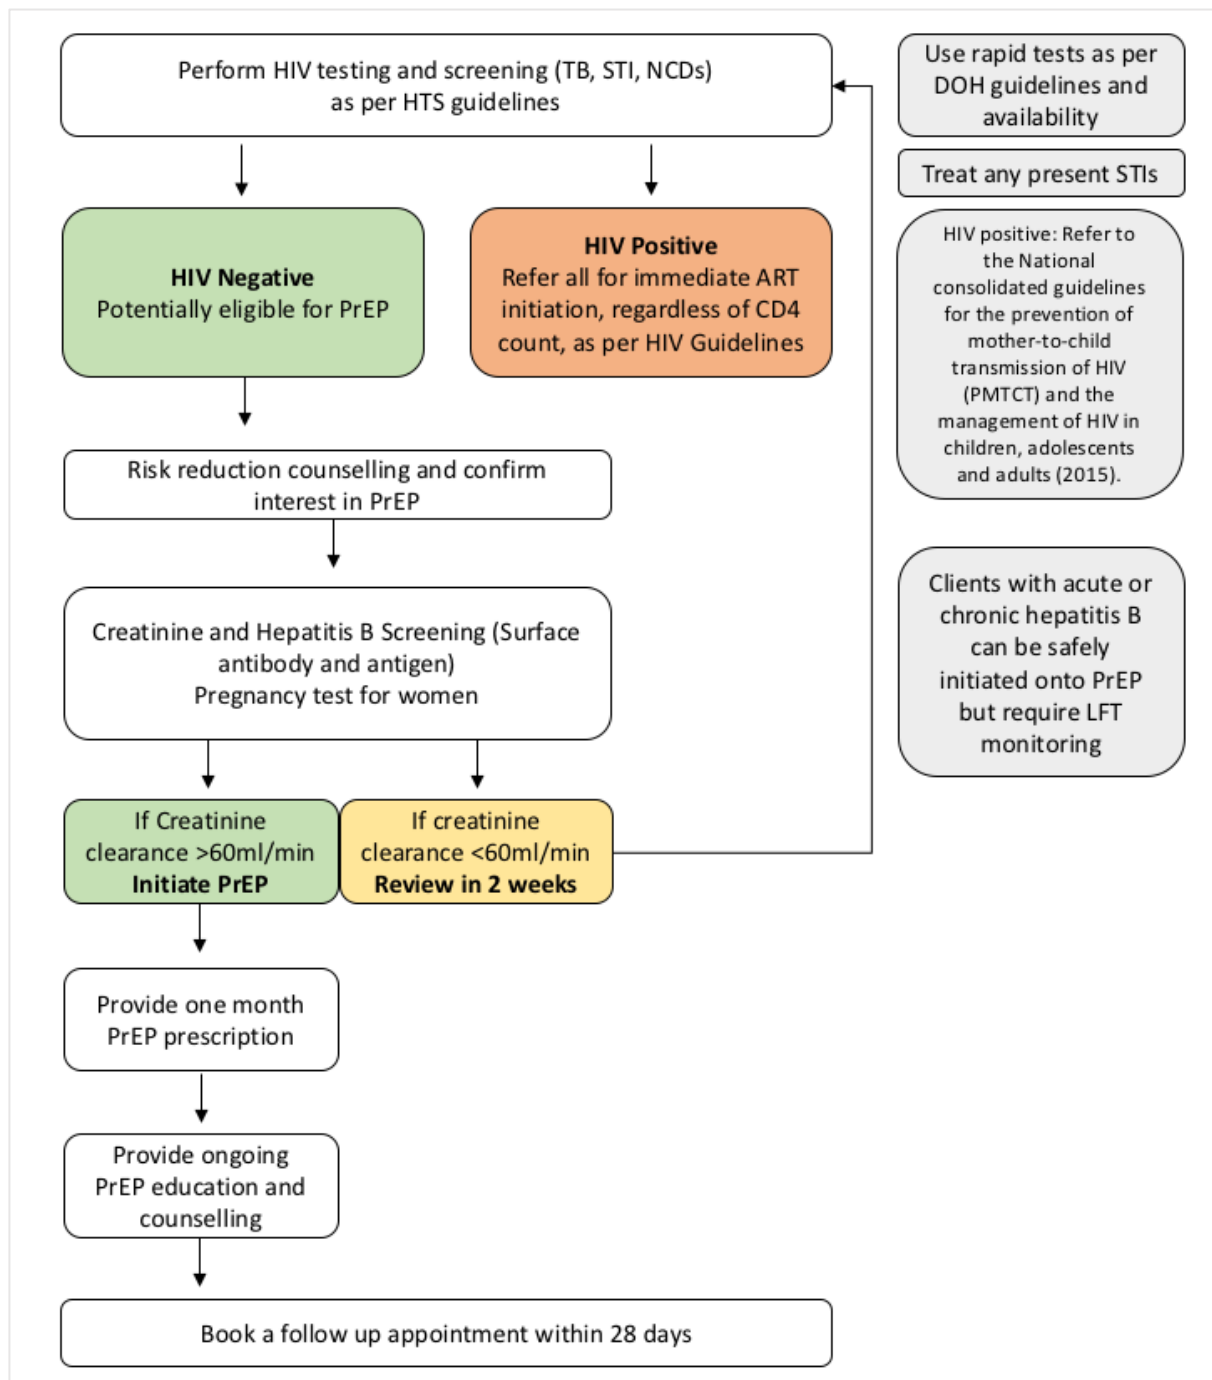 Perform HIV testing and screening (TB, STI, NCDs)
as per HTS guidelines
Use rapid tests as per
DOH guidelines and
availability
Treat any present STIs
HIV Negative
Potentially eligible for PrEP
HIV Positive
Refer all for immediate ART
initiation, regardless of CD4
count, as per HIV Guidelines
HIV positive: Refer to
the National
consolidated guidelines
for the prevention of
mother-to-child
transmission of HIV
(PMTCT) and the
management of HIV in
children, adolescents
and adults (2015).
Risk reduction counselling and confirm
interest in PrEP
Creatinine and Hepatitis B Screening (Surface
antibody and antigen)
Pregnancy test for women
Clients with acute or
chronic hepatitis B
can be safely
initiated onto PrEP
but require LFT
monitoring
If Creatinine
clearance >60ml/min
Initiate PrEP
If creatinine
clearance <60ml/min
Review in 2 weeks
Provide one month
PrEP prescription
Provide ongoing
PrEP education and
counselling
Book a follow up appointment within 28 days